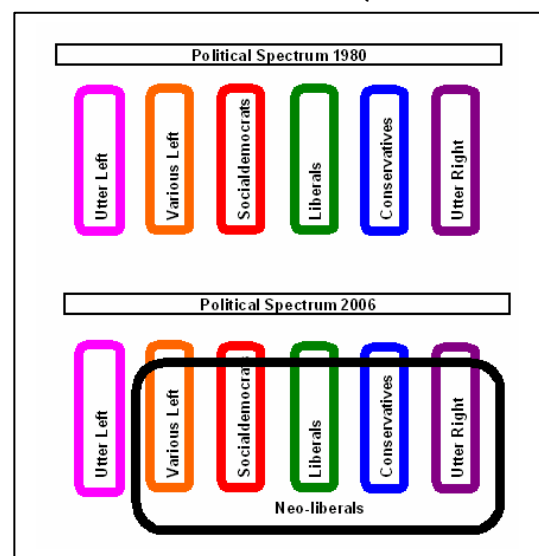 Political Spectrum 1980
Utter Left
Various Left
Socialdemocrats
Liberals
Conservatives
Utter Right
Political Spectrum 2006
Utter Left
Various Left
Socialdemocrats
Liberals
Conservatives
Utter Right
Neo-liberals